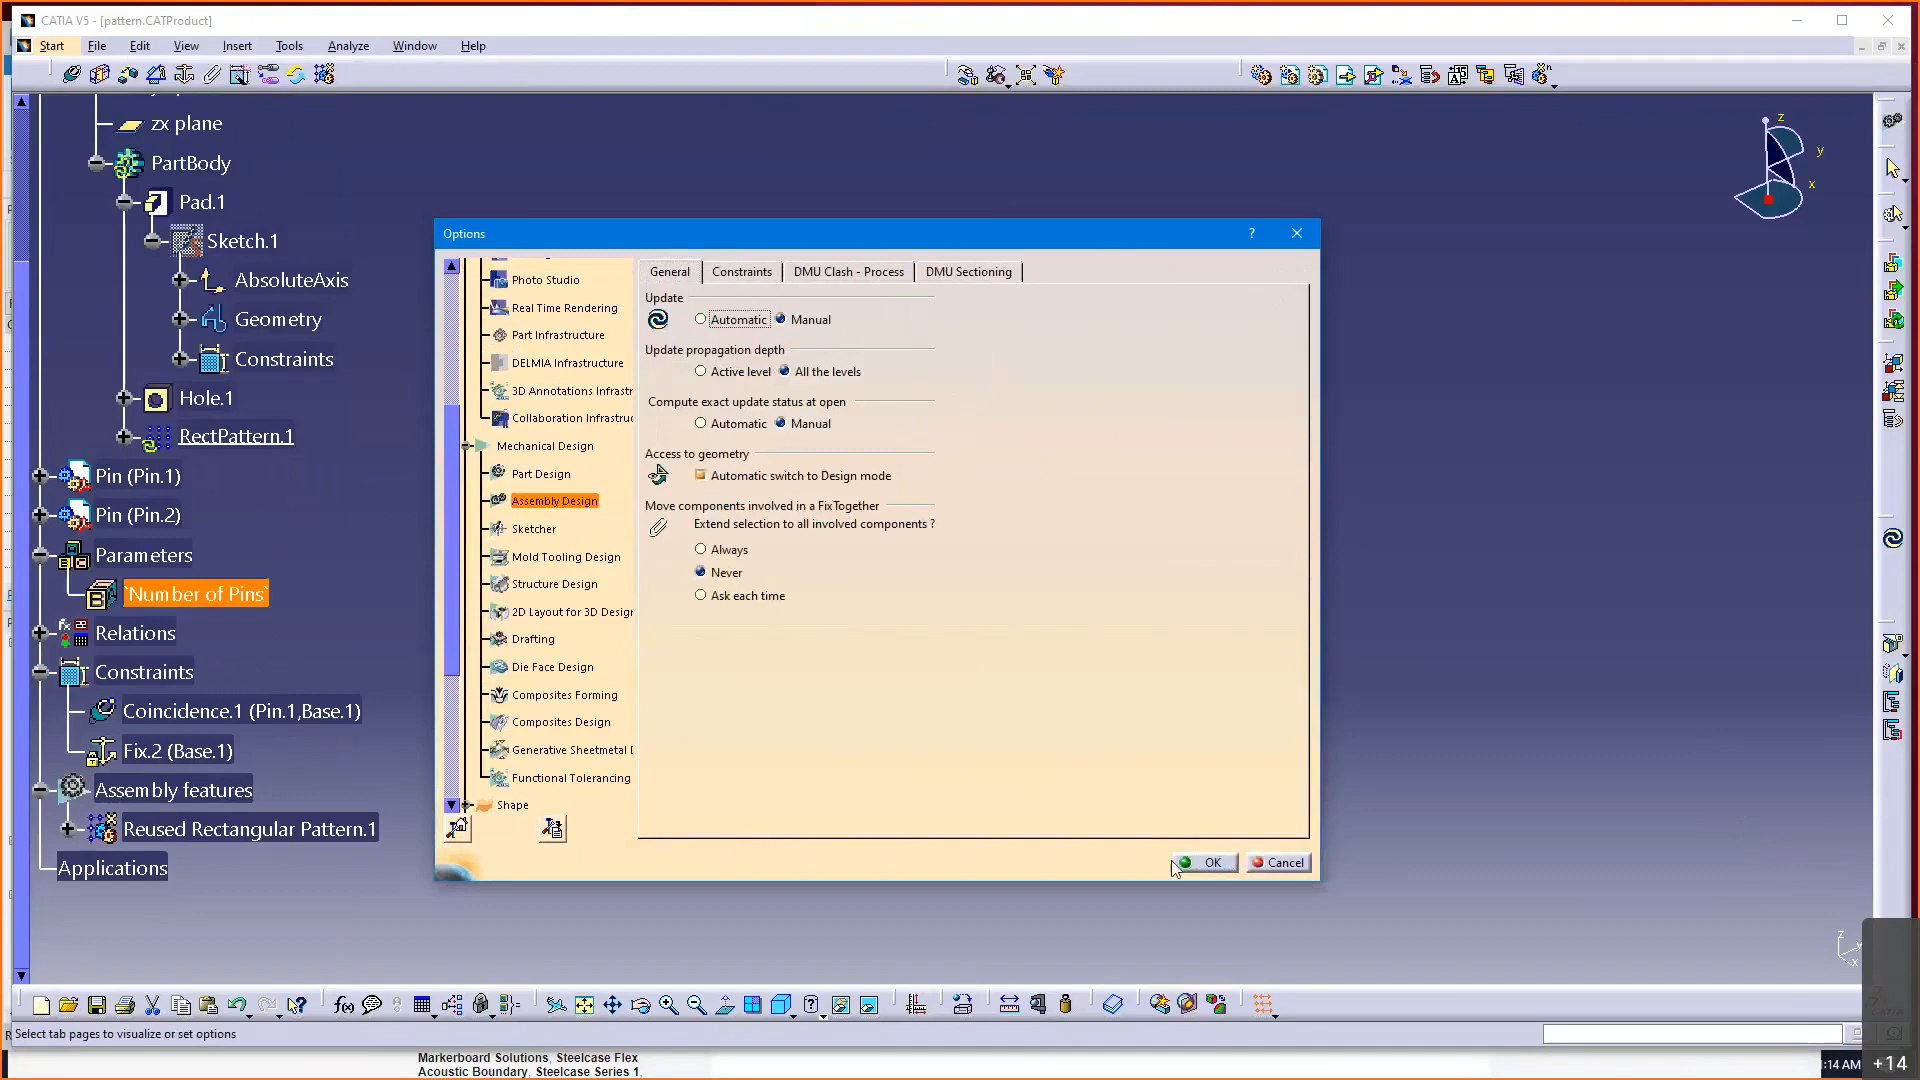 CATIA V5 - [pattern.CATProduct]
Start File Edit View Insert Tools Analyze Window Help
zx plane
PartBody
Pad.1
Sketch.1
AbsoluteAxis
Geometry
Constraints
Hole.1
RectPattern.1
Pin (Pin.1)
Pin (Pin.2)
Parameters
`Number of Pins`
Relations
Constraints
Coincidence.1 (Pin.1,Base.1)
Fix.2 (Base.1)
Assembly features
Reused Rectangular Pattern.1
Applications
z
y
x
Options
?
Photo Studio
Real Time Rendering
Part Infrastructure
DELMIA Infrastructure
3D Annotations Infrastr
Collaboration Infrastruc
Mechanical Design
Part Design
Assembly Design
Sketcher
Mold Tooling Design
Structure Design
2D Layout for 3D Design
Drafting
Die Face Design
Composites Forming
Composites Design
Generative Sheetmetal D
Functional Tolerancing
Shape
General Constraints DMU Clash - Process DMU Sectioning
Update
Automatic Manual
Update propagation depth
Active level All the levels
Compute exact update status at open
Automatic Manual
Access to geometry
Automatic switch to Design mode
Move components involved in a FixTogether
Extend selection to all involved components ?
Always
Never
Ask each time
OK Cancel
z
y
x
Select tab pages to visualize or set options
Markerboard Solutions, Steelcase Flex
Acoustic Boundary, Steelcase Series 1,
:14 AM
+14